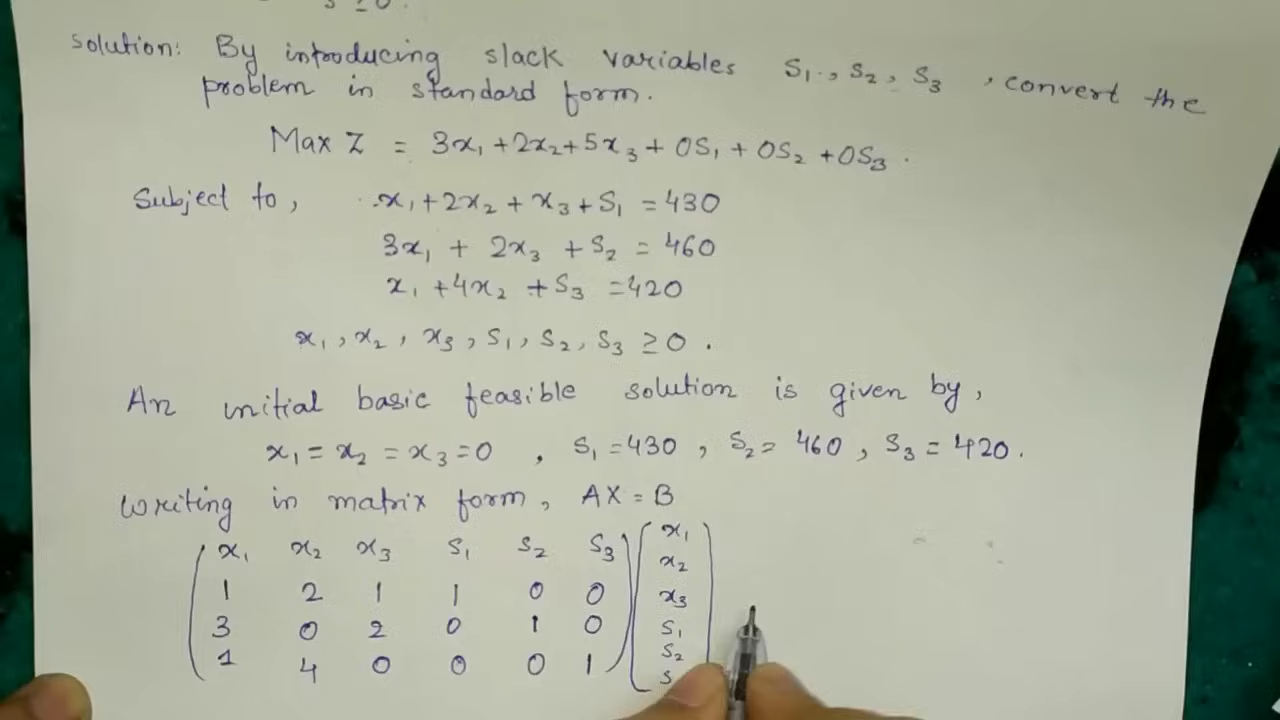 Solution: By introducing slack variables S₁, S₂, S₃, convert the
problem in standard form.
Max Z = 3x₁ + 2x₂ + 5x₃ + 0S₁ + 0S₂ + 0S₃.
Subject to, x₁ + 2x₂ + x₃ + S₁ = 430
3x₁ + 2x₃ + S₂ = 460
x₁ + 4x₂ + S₃ = 420
x₁, x₂, x₃, S₁, S₂, S₃ ≥ 0.
An initial basic feasible solution is given by,
x₁ = x₂ = x₃ = 0, S₁ = 430, S₂ = 460, S₃ = 420.
Writing in matrix form, AX = B
x₁ x₂ x₃ S₁ S₂ S₃
1 2 1 1 0 0
3 0 2 0 1 0
1 4 0 0 0 1
x₁
x₂
x₃
S₁
S₂
S